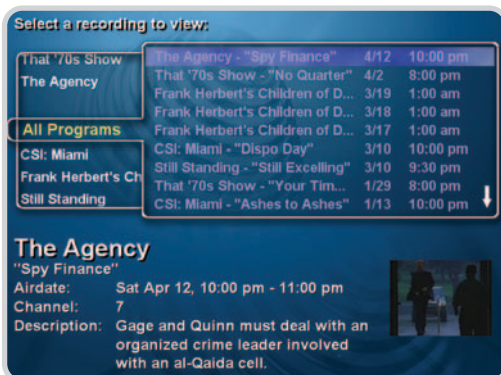 Select a recording to view:
That '70s Show
The Agency
All Programs
CSI: Miami
Frank Herbert's Ch
Still Standing
The Agency - "Spy Finance" 4/12 10:00 pm
That '70s Show - "No Quarter" 4/2 8:00 pm
Frank Herbert's Children of D... 3/19 1:00 am
Frank Herbert's Children of D... 3/18 1:00 am
Frank Herbert's Children of D... 3/17 1:00 am
CSI: Miami - "Dispo Day" 3/10 10:00 pm
Still Standing - "Still Excelling" 3/10 9:30 pm
That '70s Show - "Your Tim... 1/29 8:00 pm
CSI: Miami - "Ashes to Ashes" 1/13 10:00 pm
The Agency
"Spy Finance"
Airdate: Sat Apr 12, 10:00 pm - 11:00 pm
Channel: 7
Description: Gage and Quinn must deal with an
organized crime leader involved
with an al-Qaida cell.